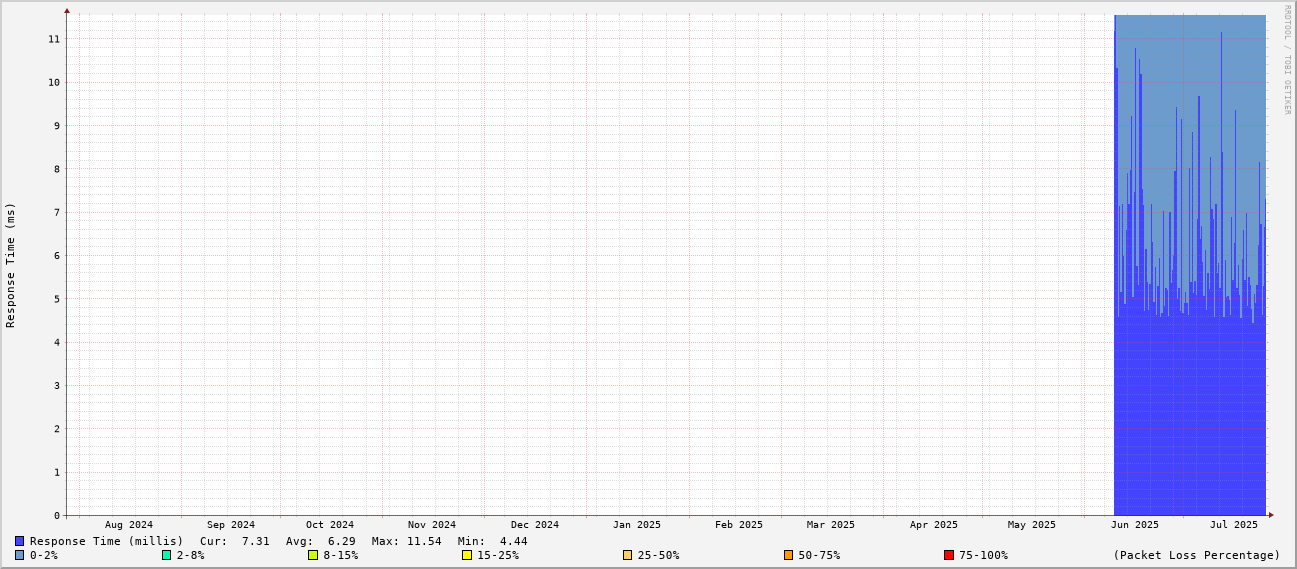 RRDTOOL / TOBI OETIKER
Response Time (ms)
11
10
9
8
7
6
5
4
3
2
1
0
Aug 2024 Sep 2024 Oct 2024 Nov 2024 Dec 2024 Jan 2025 Feb 2025 Mar 2025 Apr 2025 May 2025 Jun 2025 Jul 2025
Response Time (millis) Cur: 7.31 Avg: 6.29 Max: 11.54 Min: 4.44
0-2% 2-8% 8-15% 15-25% 25-50% 50-75% 75-100% (Packet Loss Percentage)